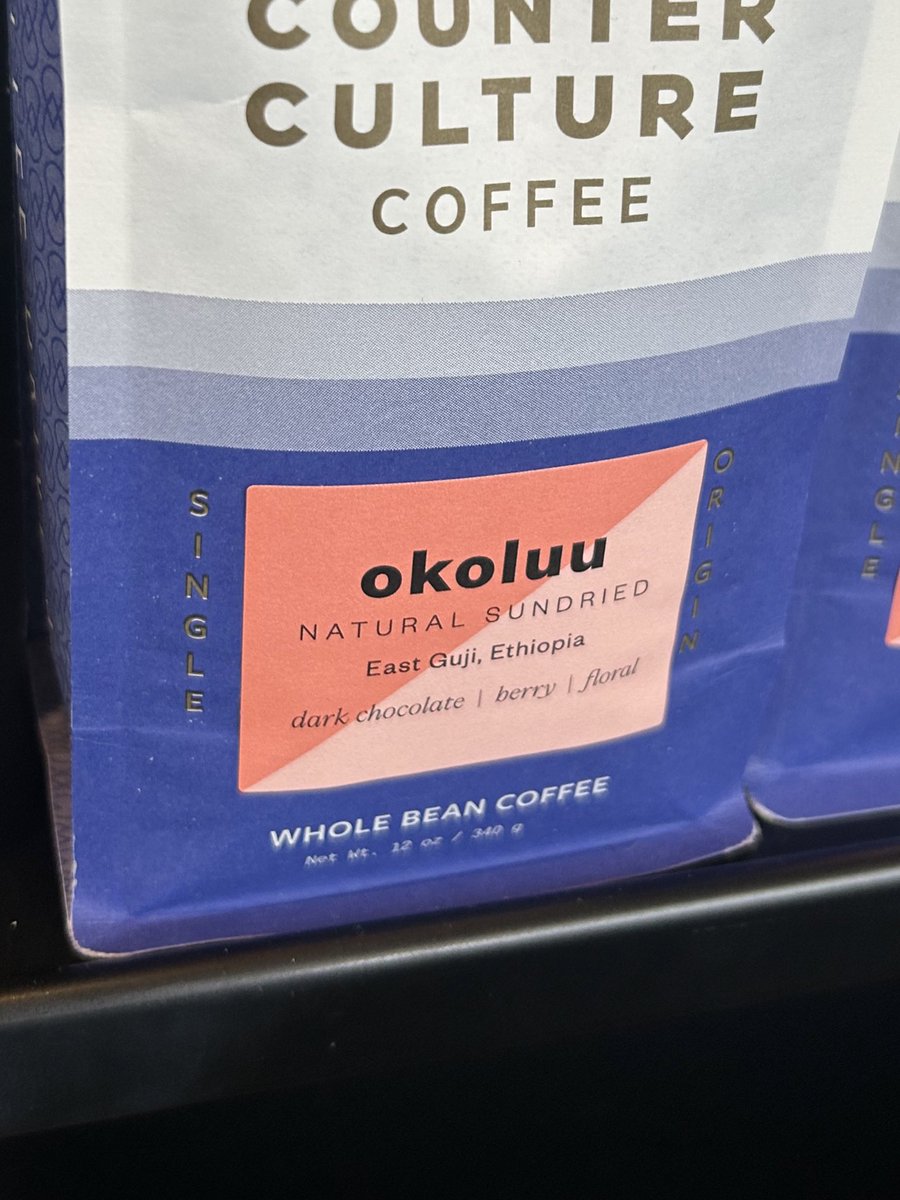 COUNTER
CULTURE
COFFEE
SINGLE
ORIGIN
okoluu
NATURAL SUNDRIED
East Guji, Ethiopia
dark chocolate | berry | floral
WHOLE BEAN COFFEE
Net Wt. 12 oz / 340 g
SINGLE